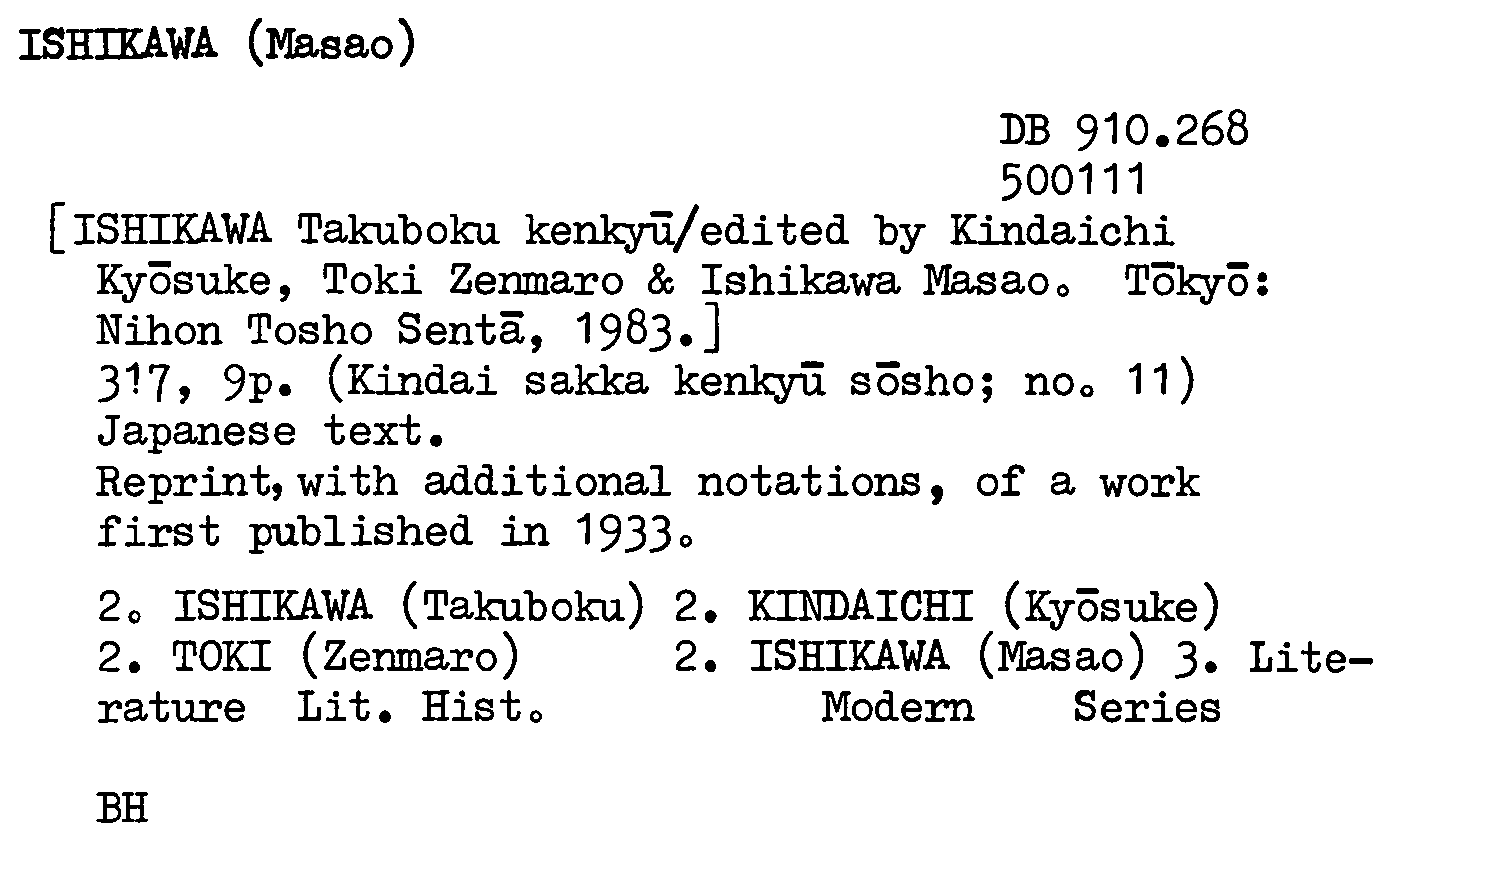 ISHIKAWA (Masao)
DB 910.268
500111
[ISHIKAWA Takuboku kenkyū/edited by Kindaichi
Kyōsuke, Toki Zenmaro & Ishikawa Masao. Tōkyō:
Nihon Tosho Sentā, 1983.]
317, 9p. (Kindai sakka kenkyū sōsho; no. 11)
Japanese text.
Reprint, with additional notations, of a work
first published in 1933.
2. ISHIKAWA (Takuboku) 2. KINDAICHI (Kyōsuke)
2. TOKI (Zenmaro) 2. ISHIKAWA (Masao) 3. Lite-
rature Lit. Hist. Modern Series
BH